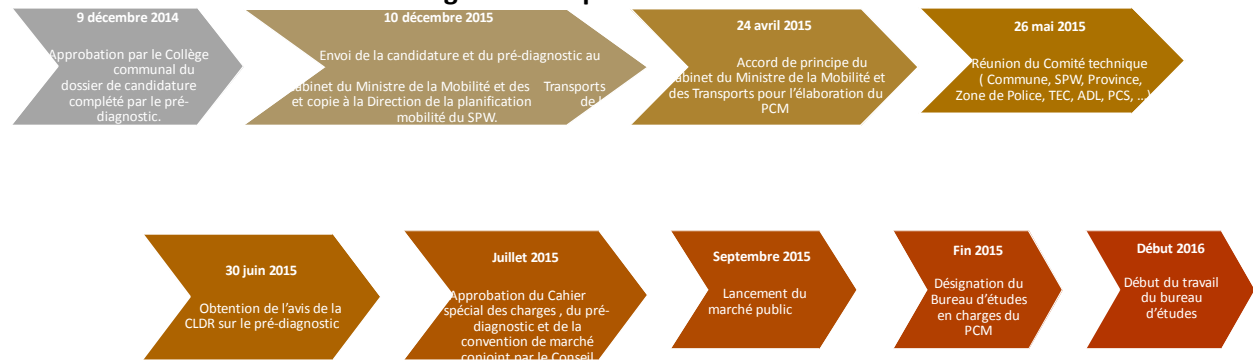 9 décembre 2014
Approbation par le Collège
communal du
dossier de candidature
complété par le pré-
diagnostic.
10 décembre 2015
Envoi de la candidature et du pré-diagnostic au
abinet du Ministre de la Mobilité et des Transports
et copie à la Direction de la planification de l
mobilité du SPW.
24 avril 2015
Accord de principe du
abinet du Ministre de la Mobilité et
des Transports pour l’élaboration du
PCM
26 mai 2015
Réunion du Comité technique
( Commune, SPW, Province,
Zone de Police, TEC, ADL, PCS, …)
30 juin 2015
Obtention de l’avis de la
CLDR sur le pré-diagnostic
Juillet 2015
Approbation du Cahier
spécial des charges , du pré-
diagnostic et de la
convention de marché
conjoint par le Conseil
Septembre 2015
Lancement du
marché public
Fin 2015
Désignation du
Bureau d’études
en charges du
PCM
Début 2016
Début du travail
du bureau
d’études